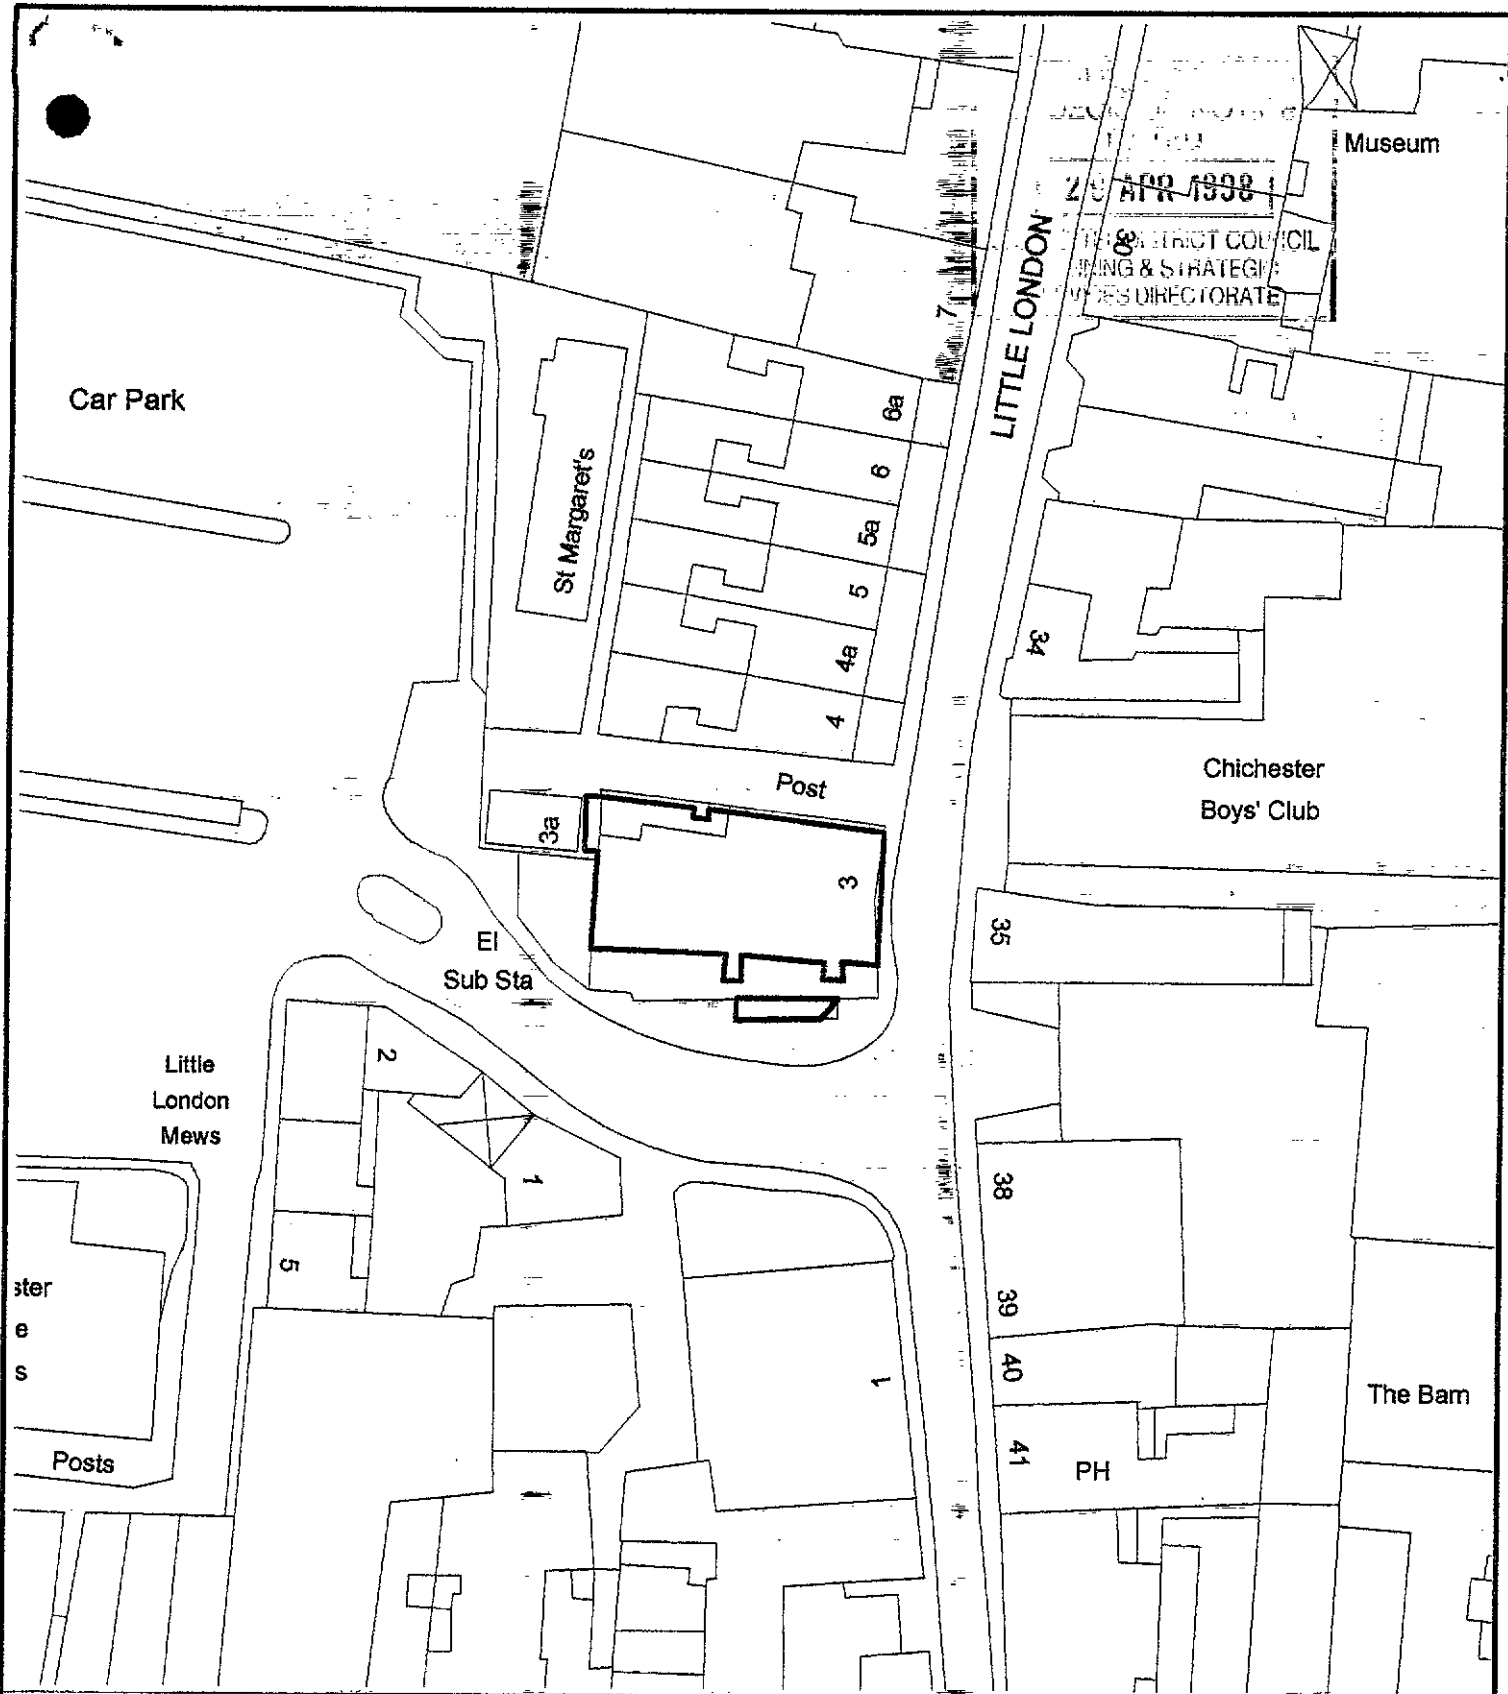 Museum
29 APR 1998
DISTRICT COUNCIL
& STRATEGIC
DIRECTORATE
30
7
LITTLE LONDON
Car Park
St Margaret's
6a
6
5a
5
4a
4
34
Post
Chichester
Boys' Club
3a
3
35
El
Sub Sta
Little
London
Mews
2
1
38
5
39
ster
e
s
40
1
The Barn
41
PH
Posts